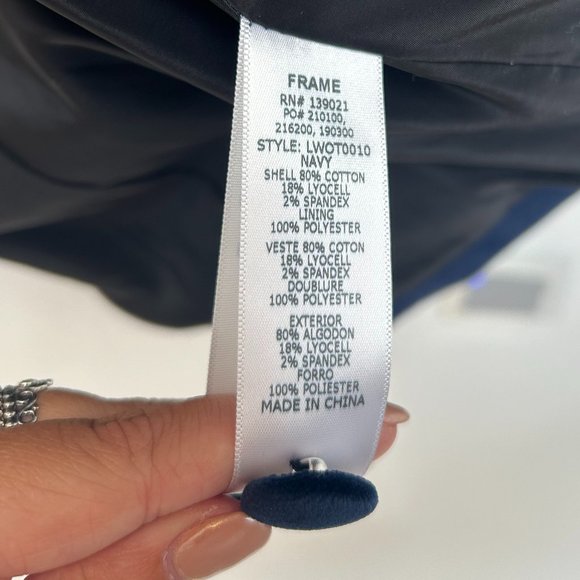 FRAME
RN# 139021
PO# 210100,
216200, 190300
STYLE: LWOT0010
NAVY
SHELL 80% COTTON
18% LYOCELL
2% SPANDEX
LINING
100% POLYESTER
VESTE 80% COTON
18% LYOCELL
2% SPANDEX
DOUBLURE
100% POLYESTER
EXTERIOR
80% ALGODON
18% LYOCELL
2% SPANDEX
FORRO
100% POLIESTER
MADE IN CHINA